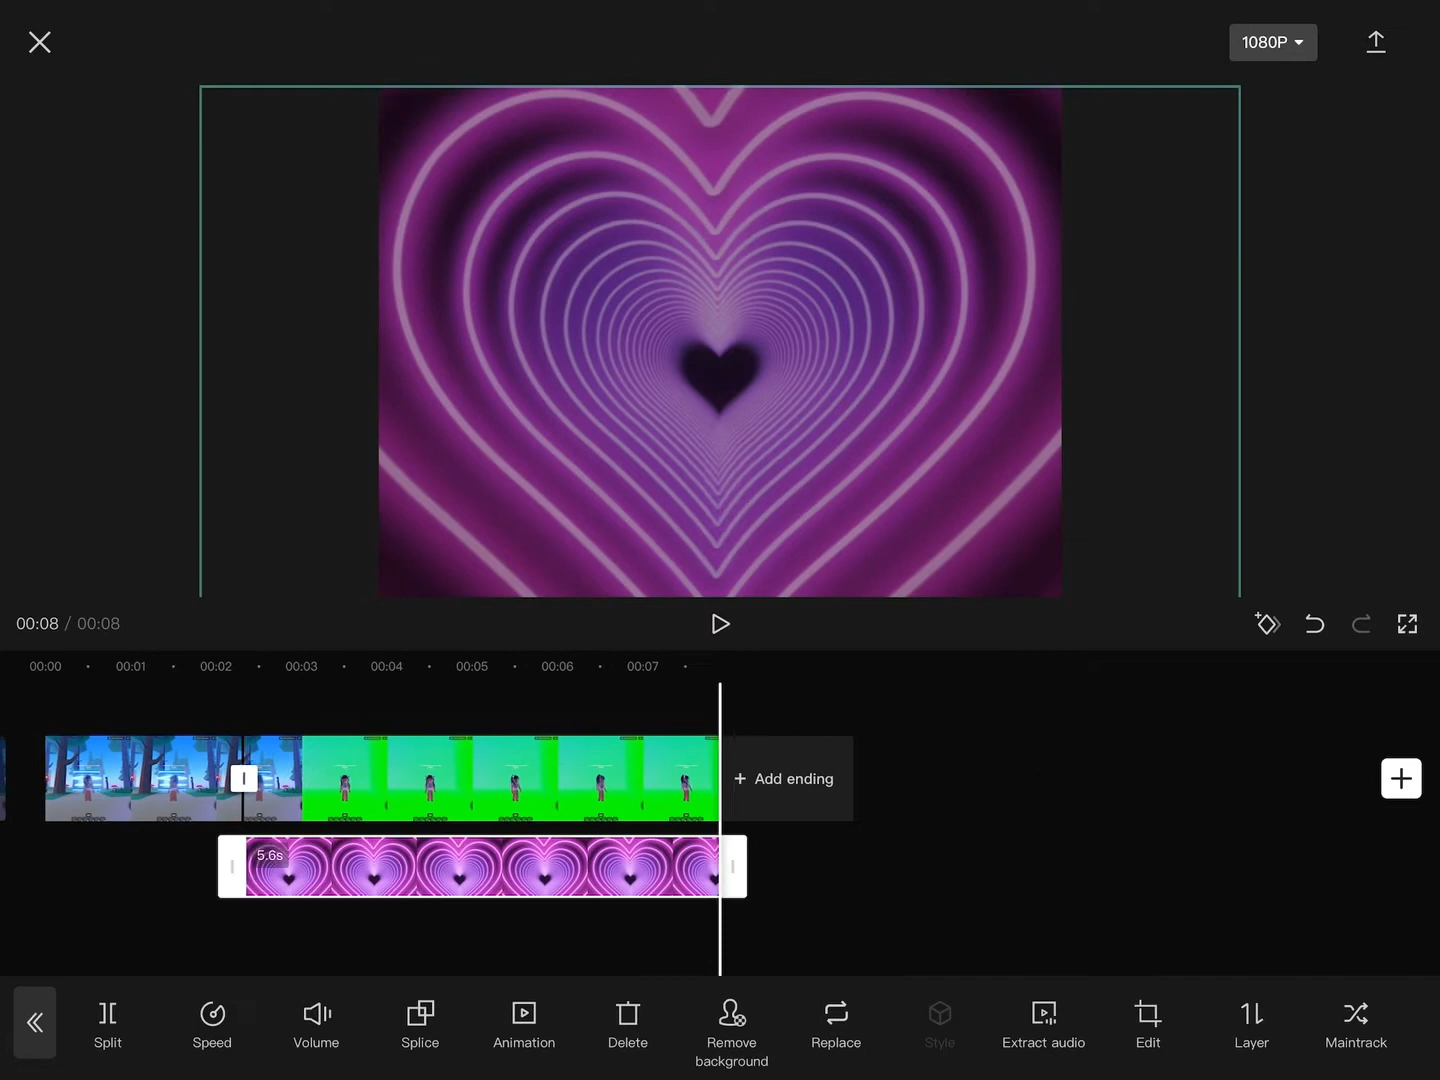 1080P
00:08 / 00:08
00:00 00:01 00:02 00:03 00:04 00:05 00:06 00:07
+ Add ending
5.6s
Split Speed Volume Splice Animation Delete Remove background Replace Style Extract audio Edit Layer Maintrack